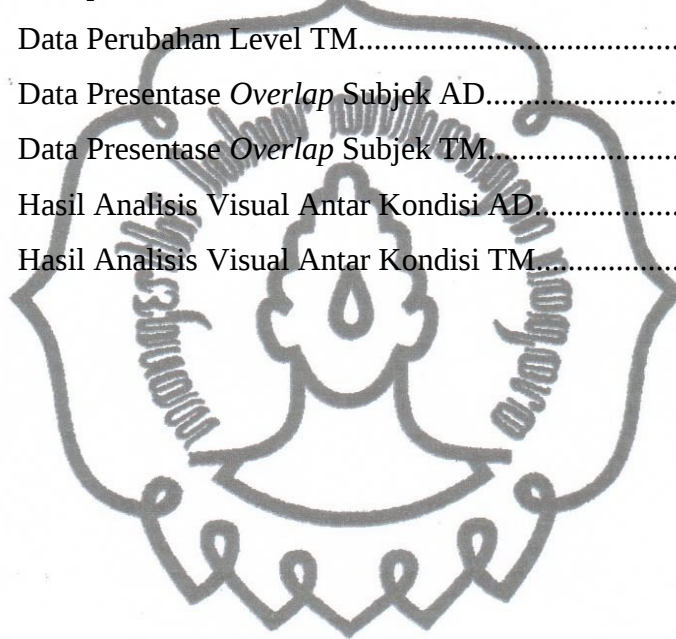 Data Perubahan Level TM.......................................
Data Presentase Overlap Subjek AD.......................
Data Presentase Overlap Subjek TM.......................
Hasil Analisis Visual Antar Kondisi AD.................
Hasil Analisis Visual Antar Kondisi TM.................